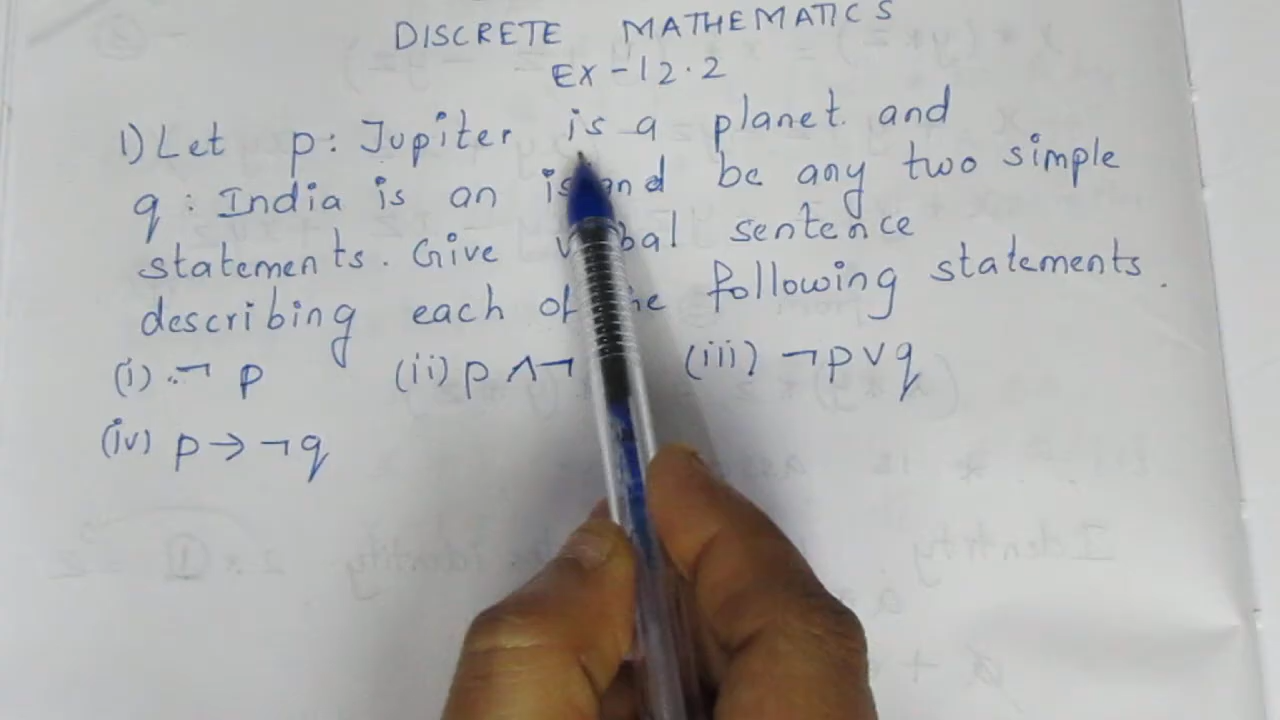 DISCRETE MATHEMATICS
EX-12.2
1) Let p: Jupiter is a planet and
q: India is an be any two simple
statements. Give sentence
describing each of following statements.
(i) ¬ p (ii) p ∧ ¬ (iii) ¬p ∨ q
(iv) p → ¬q